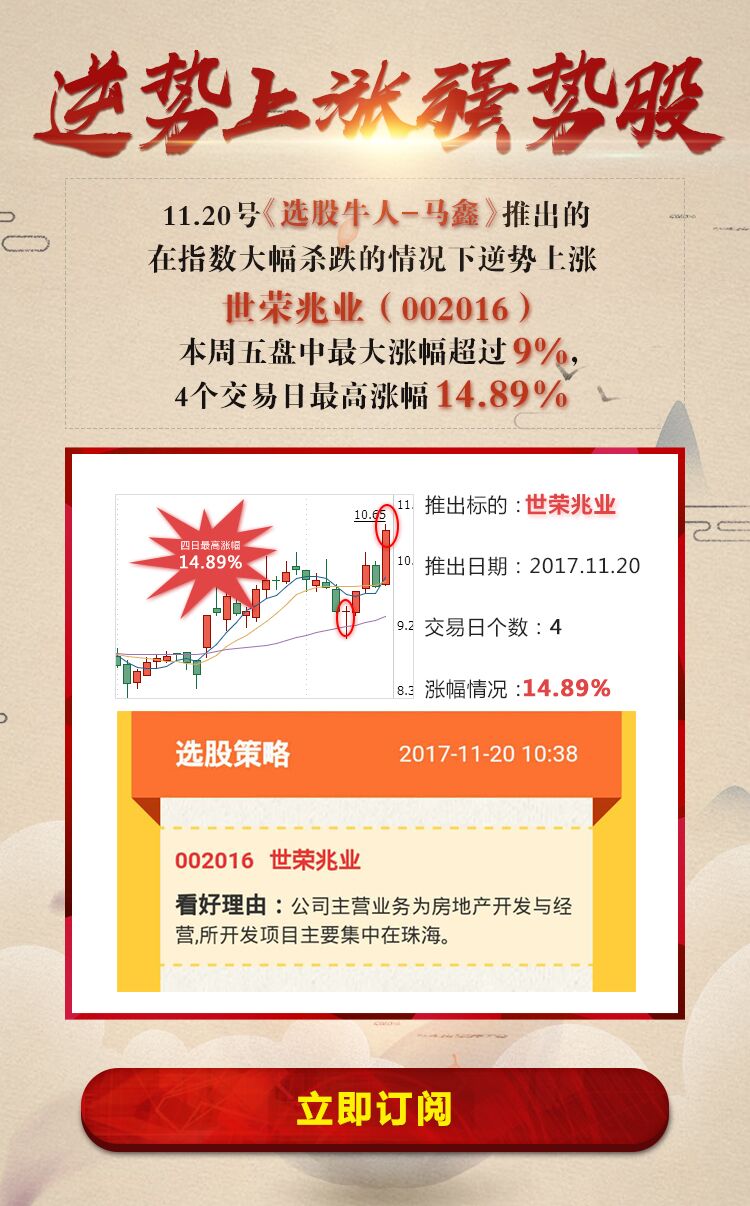 逆势上涨强势股
11.20号《选股牛人-马鑫》推出的
在指数大幅杀跌的情况下逆势上涨
世荣兆业（002016）
本周五盘中最大涨幅超过9%,
4个交易日最高涨幅14.89%
四日最高涨幅
14.89%
10.65
11.
10.
9.2
8.3
推出标的：世荣兆业
推出日期：2017.11.20
交易日个数：4
涨幅情况：14.89%
选股策略 2017-11-20 10:38
002016 世荣兆业
看好理由：公司主营业务为房地产开发与经
营,所开发项目主要集中在珠海。
立即订阅